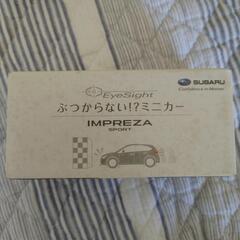 EyeSight
SUBARU
Confidence in Motion
ぶつからない!?ミニカー
IMPREZA
SPORT